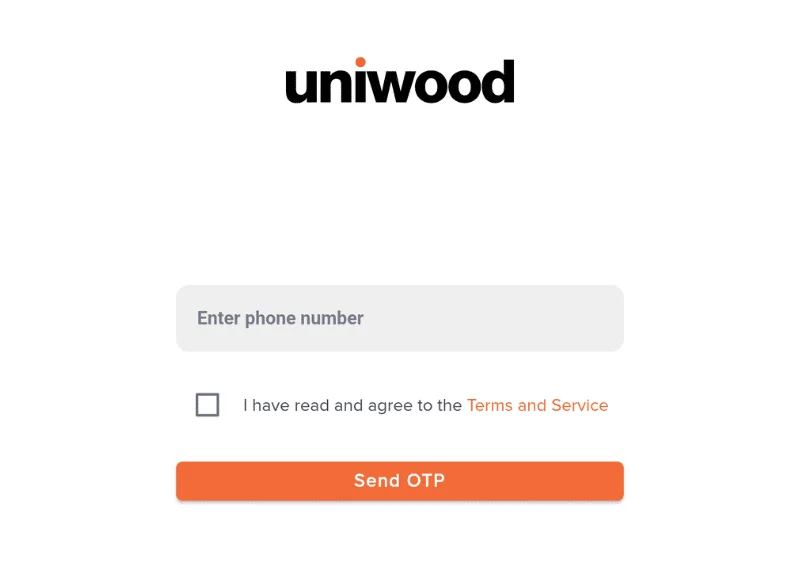 uniwood
Enter phone number
I have read and agree to the Terms and Service
Send OTP